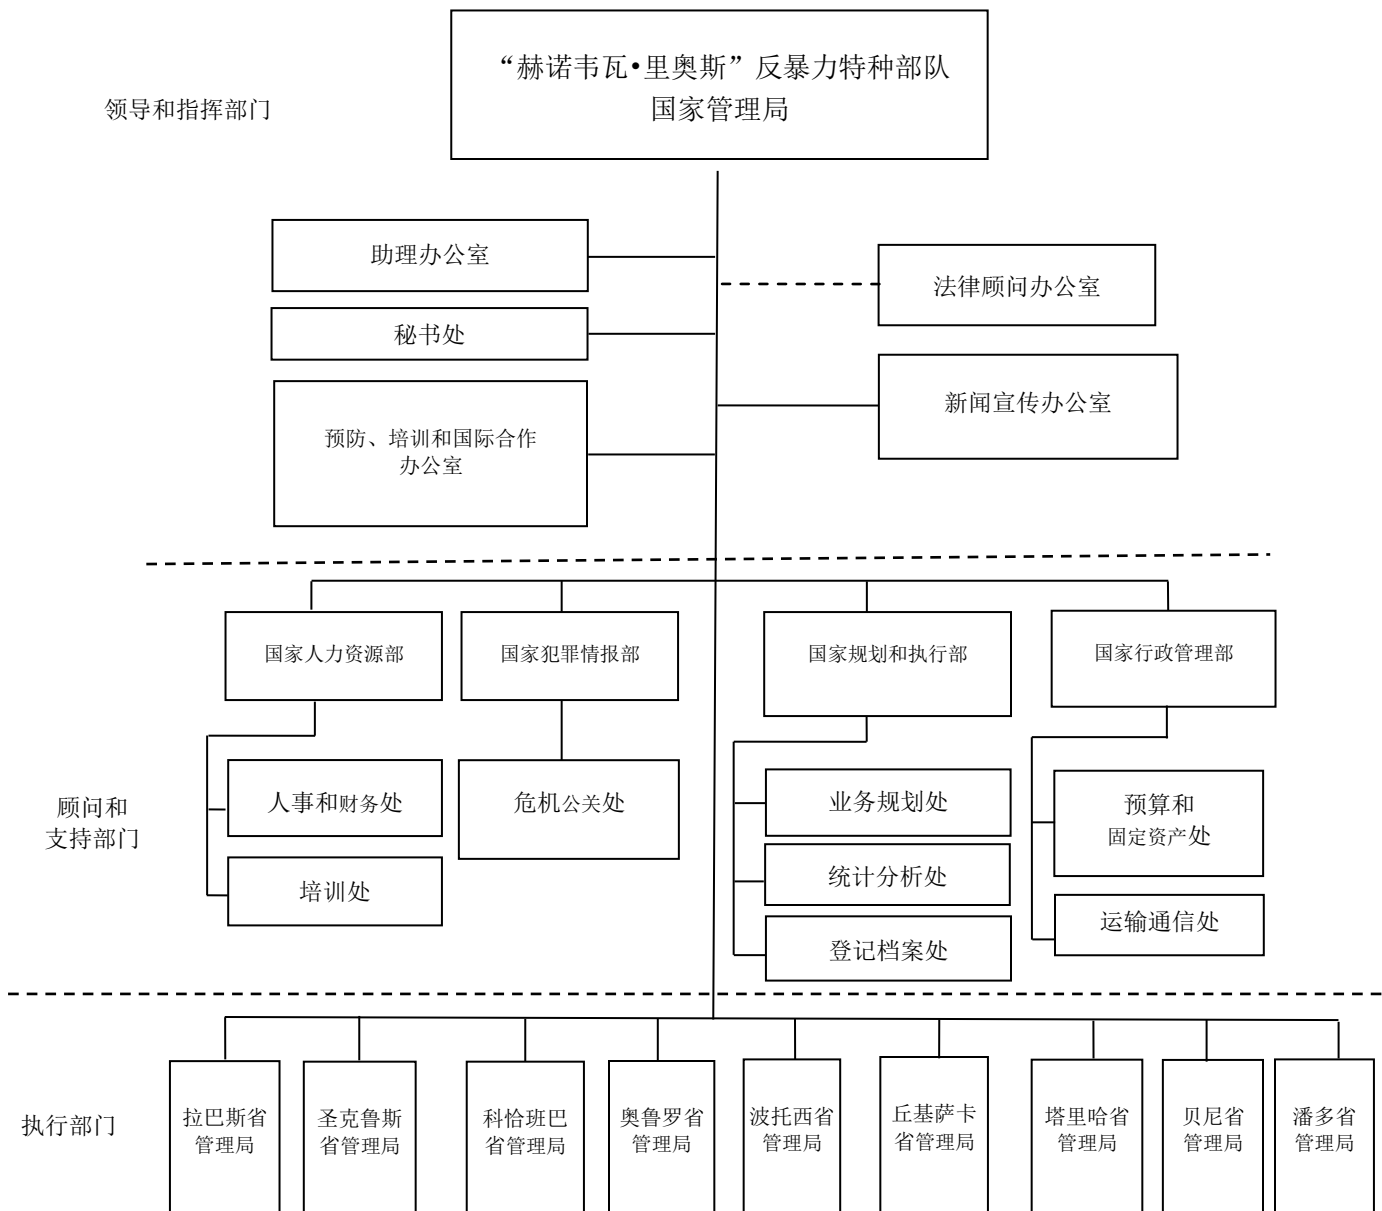 “赫诺韦瓦•里奥斯”反暴力特种部队
国家管理局
领导和指挥部门
助理办公室
法律顾问办公室
秘书处
新闻宣传办公室
预防、培训和国际合作
办公室
国家人力资源部
国家犯罪情报部
国家规划和执行部
国家行政管理部
顾问和
支持部门
人事和财务处
培训处
危机公关处
业务规划处
统计分析处
登记档案处
预算和
固定资产处
运输通信处
执行部门
拉巴斯省
管理局
圣克鲁斯
省管理局
科恰班巴
省管理局
奥鲁罗省
管理局
波托西省
管理局
丘基萨卡
省管理局
塔里哈省
管理局
贝尼省
管理局
潘多省
管理局